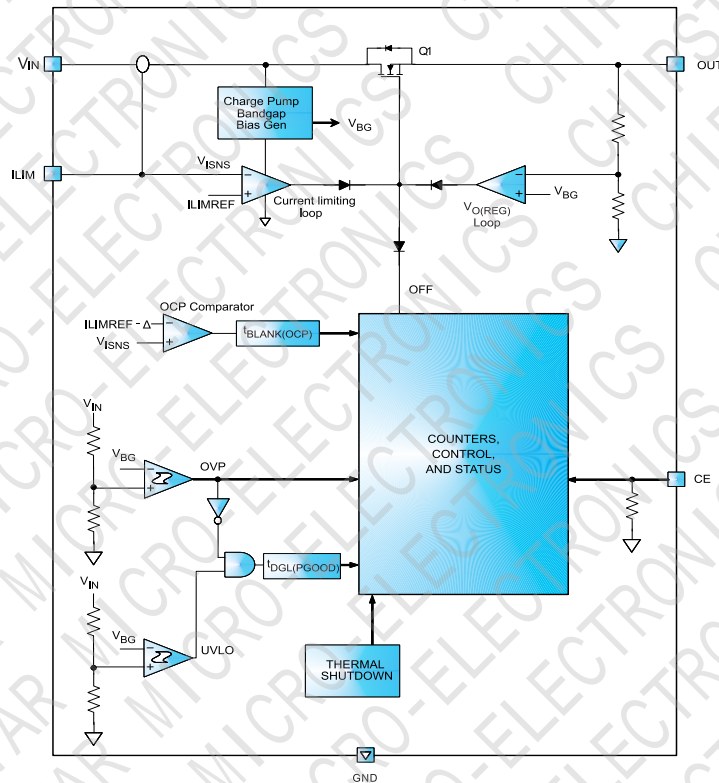 Q1
VIN
OUT
Charge Pump
Bandgap
Bias Gen
VBG
ILIM
VISNS
ILIMREF
Current limiting
loop
VO(REG)
Loop
VBG
OFF
OCP Comparator
ILIMREF - Δ
VISNS
tBLANK(OCP)
COUNTERS,
CONTROL,
AND STATUS
VIN
VBG
OVP
CE
tDGL(PGOOD)
VIN
VBG
UVLO
THERMAL
SHUTDOWN
GND
MICRO-ELECTRONICS